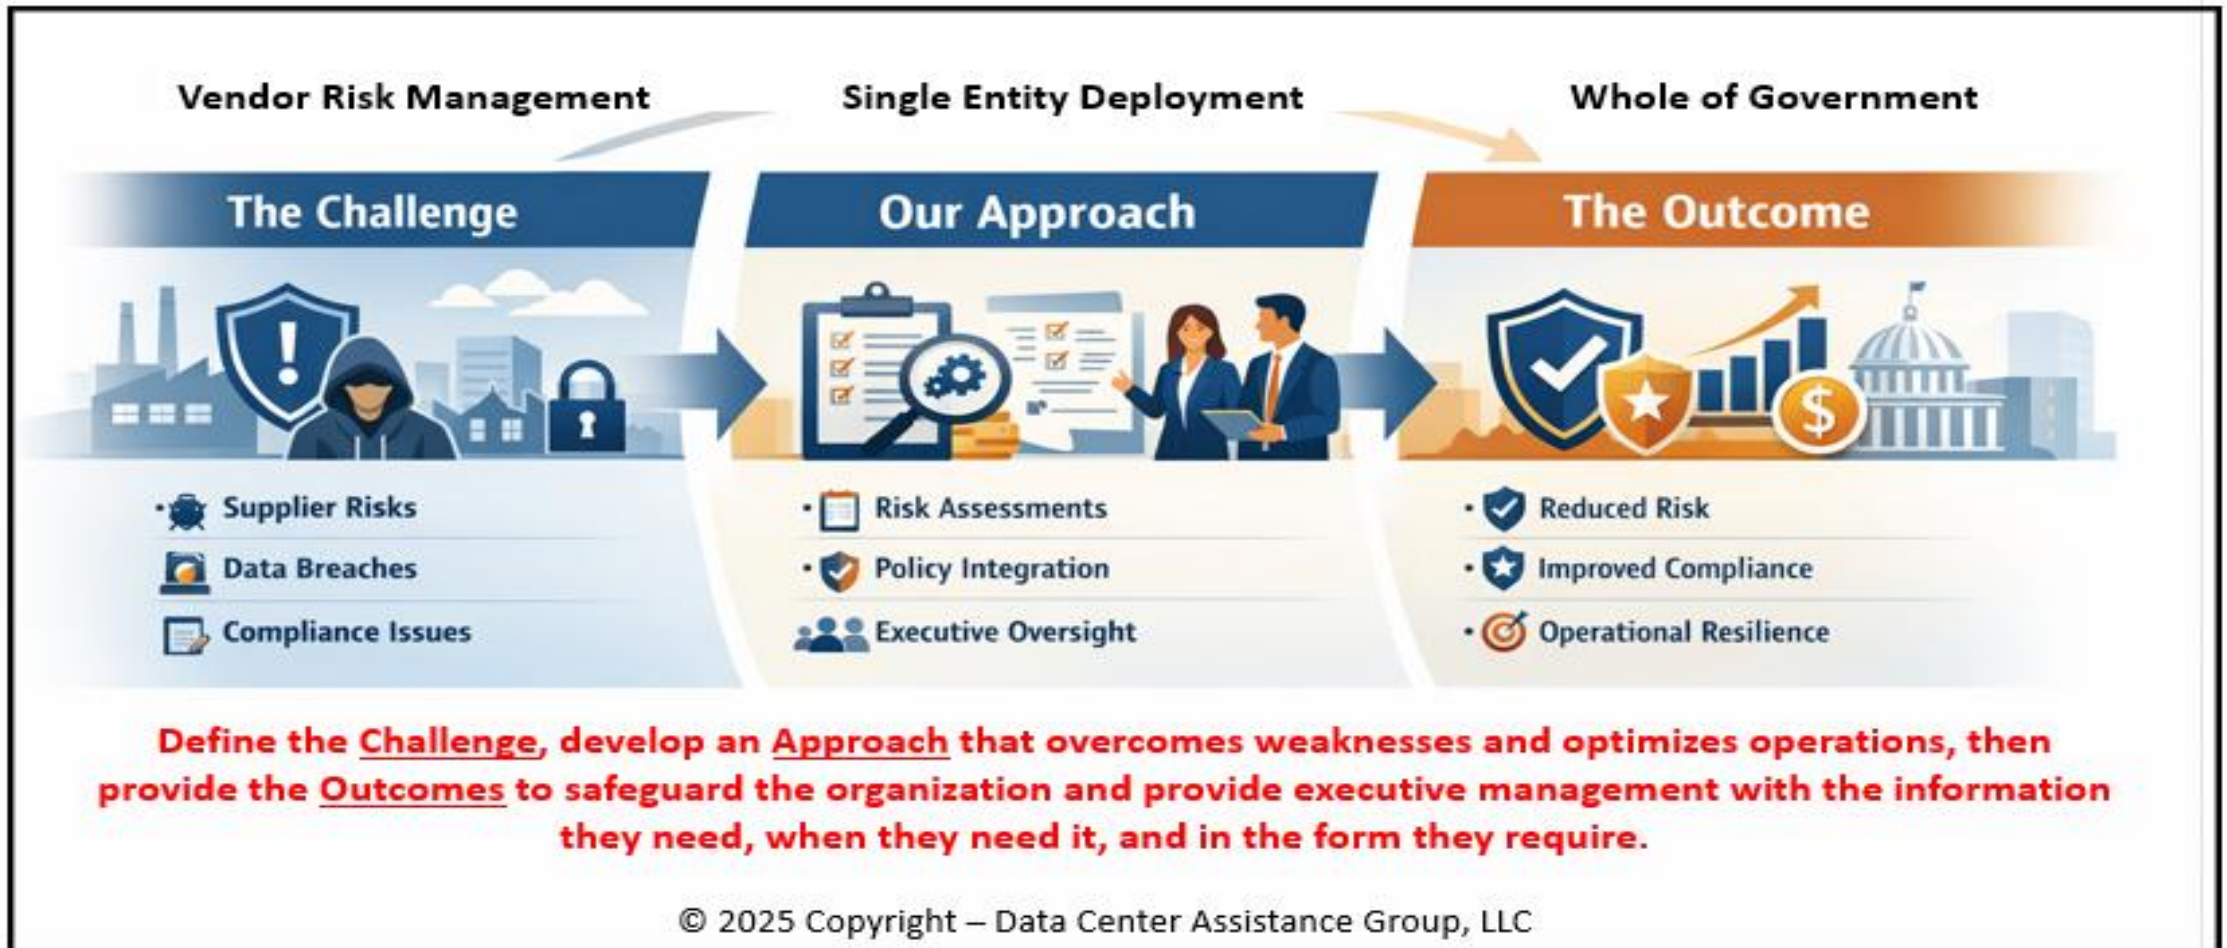 Vendor Risk Management
Single Entity Deployment
Whole of Government
The Challenge
Our Approach
The Outcome
· Supplier Risks
Data Breaches
Compliance Issues
· Risk Assessments
· Policy Integration
Executive Oversight
· Reduced Risk
· Improved Compliance
· Operational Resilience
Define the Challenge, develop an Approach that overcomes weaknesses and optimizes operations, then
provide the Outcomes to safeguard the organization and provide executive management with the information
they need, when they need it, and in the form they require.
© 2025 Copyright – Data Center Assistance Group, LLC